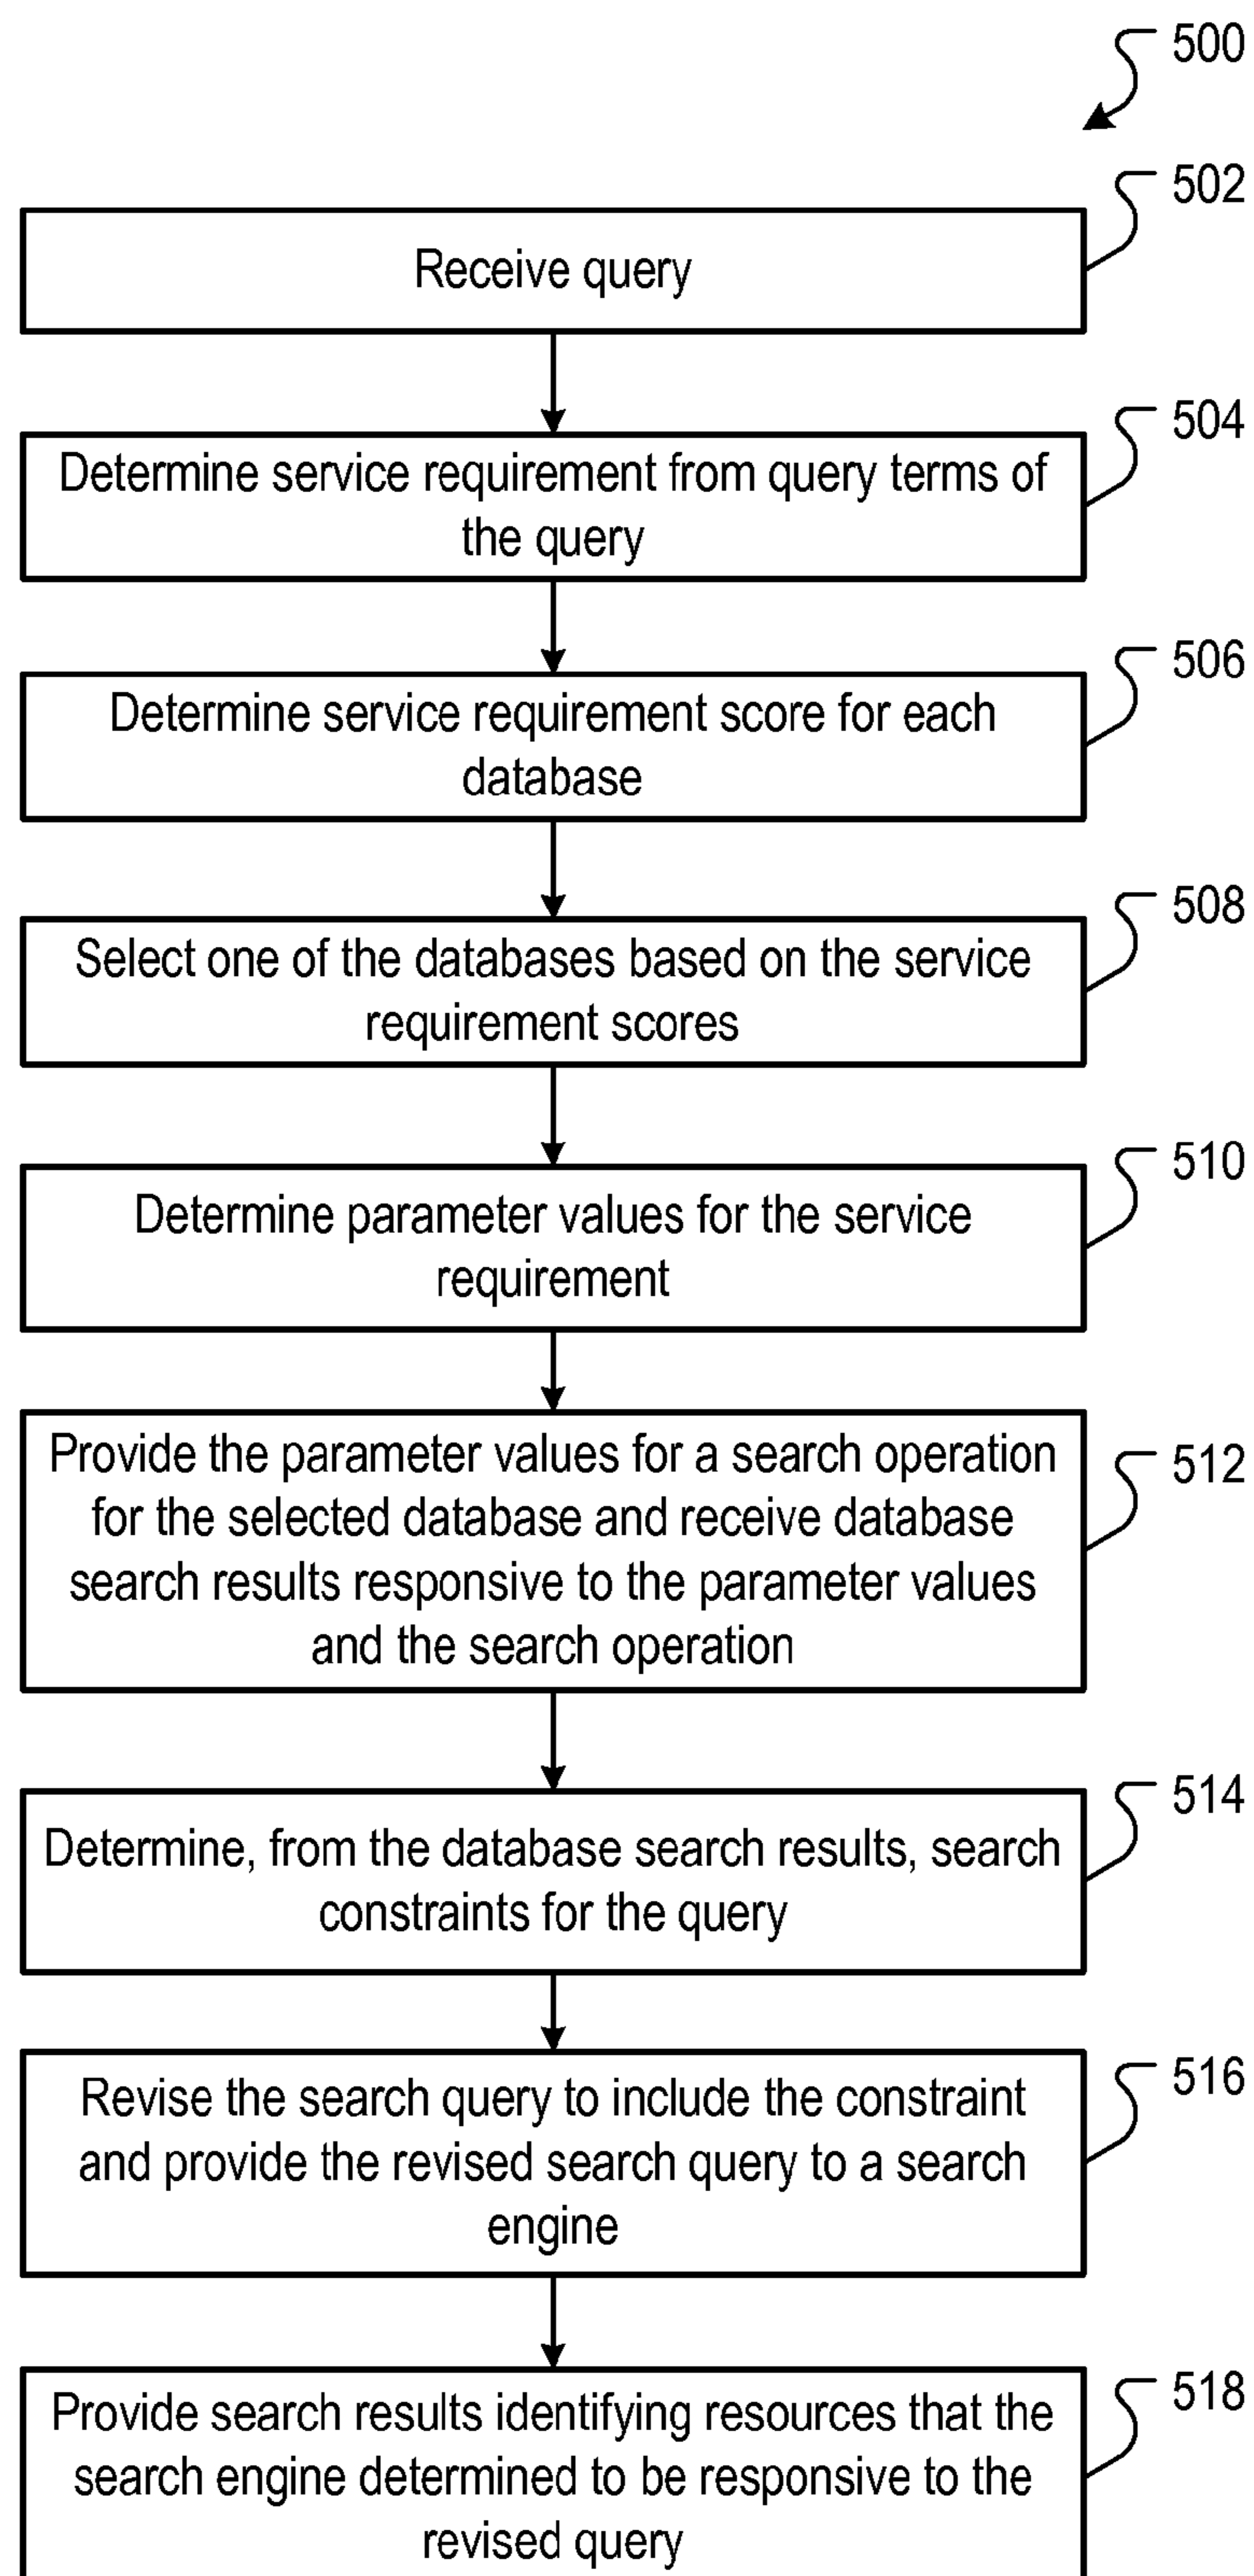 500
502
Receive query
504
Determine service requirement from query terms of
the query
506
Determine service requirement score for each
database
508
Select one of the databases based on the service
requirement scores
510
Determine parameter values for the service
requirement
512
Provide the parameter values for a search operation
for the selected database and receive database
search results responsive to the parameter values
and the search operation
514
Determine, from the database search results, search
constraints for the query
516
Revise the search query to include the constraint
and provide the revised search query to a search
engine
518
Provide search results identifying resources that the
search engine determined to be responsive to the
revised query